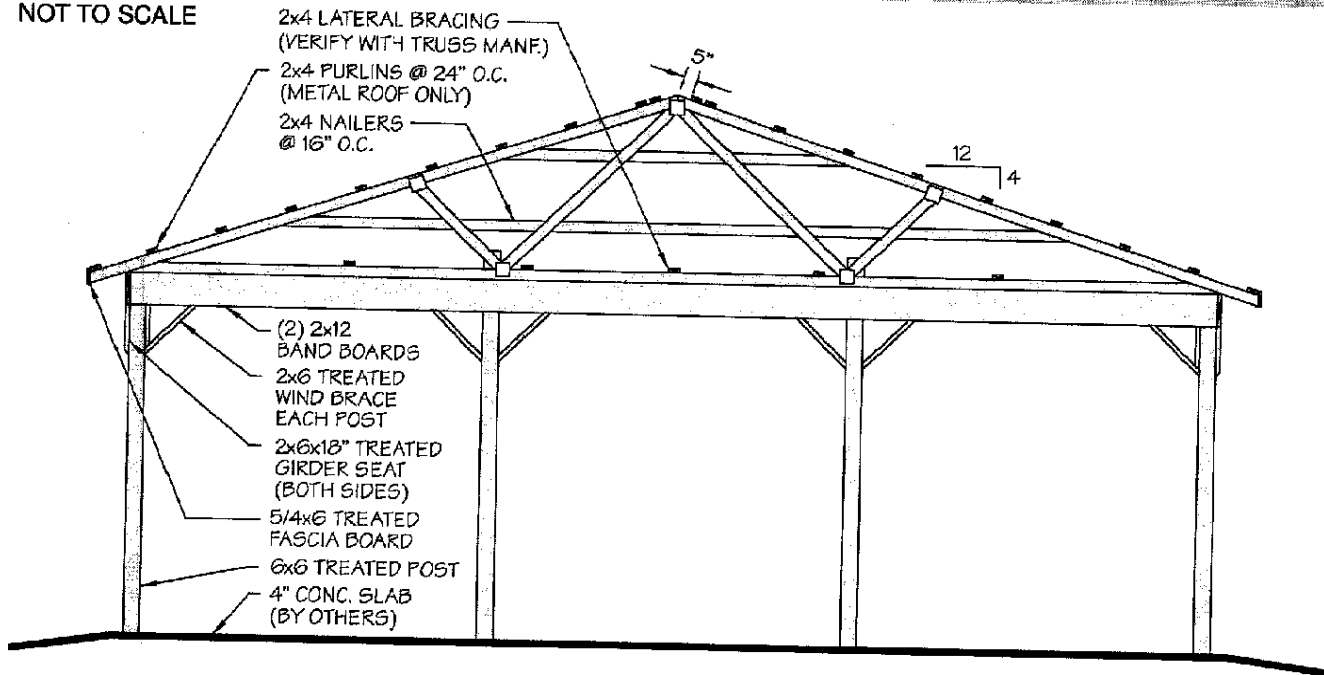 NOT TO SCALE
2x4 LATERAL BRACING
(VERIFY WITH TRUSS MANF.)
2x4 PURLINS @ 24" O.C.
(METAL ROOF ONLY)
2x4 NAILERS
@ 16" O.C.
5"
12
4
(2) 2x12
BAND BOARDS
2x6 TREATED
WIND BRACE
EACH POST
2x6x18" TREATED
GIRDER SEAT
(BOTH SIDES)
5/4x6 TREATED
FASCIA BOARD
6x6 TREATED POST
4" CONC. SLAB
(BY OTHERS)